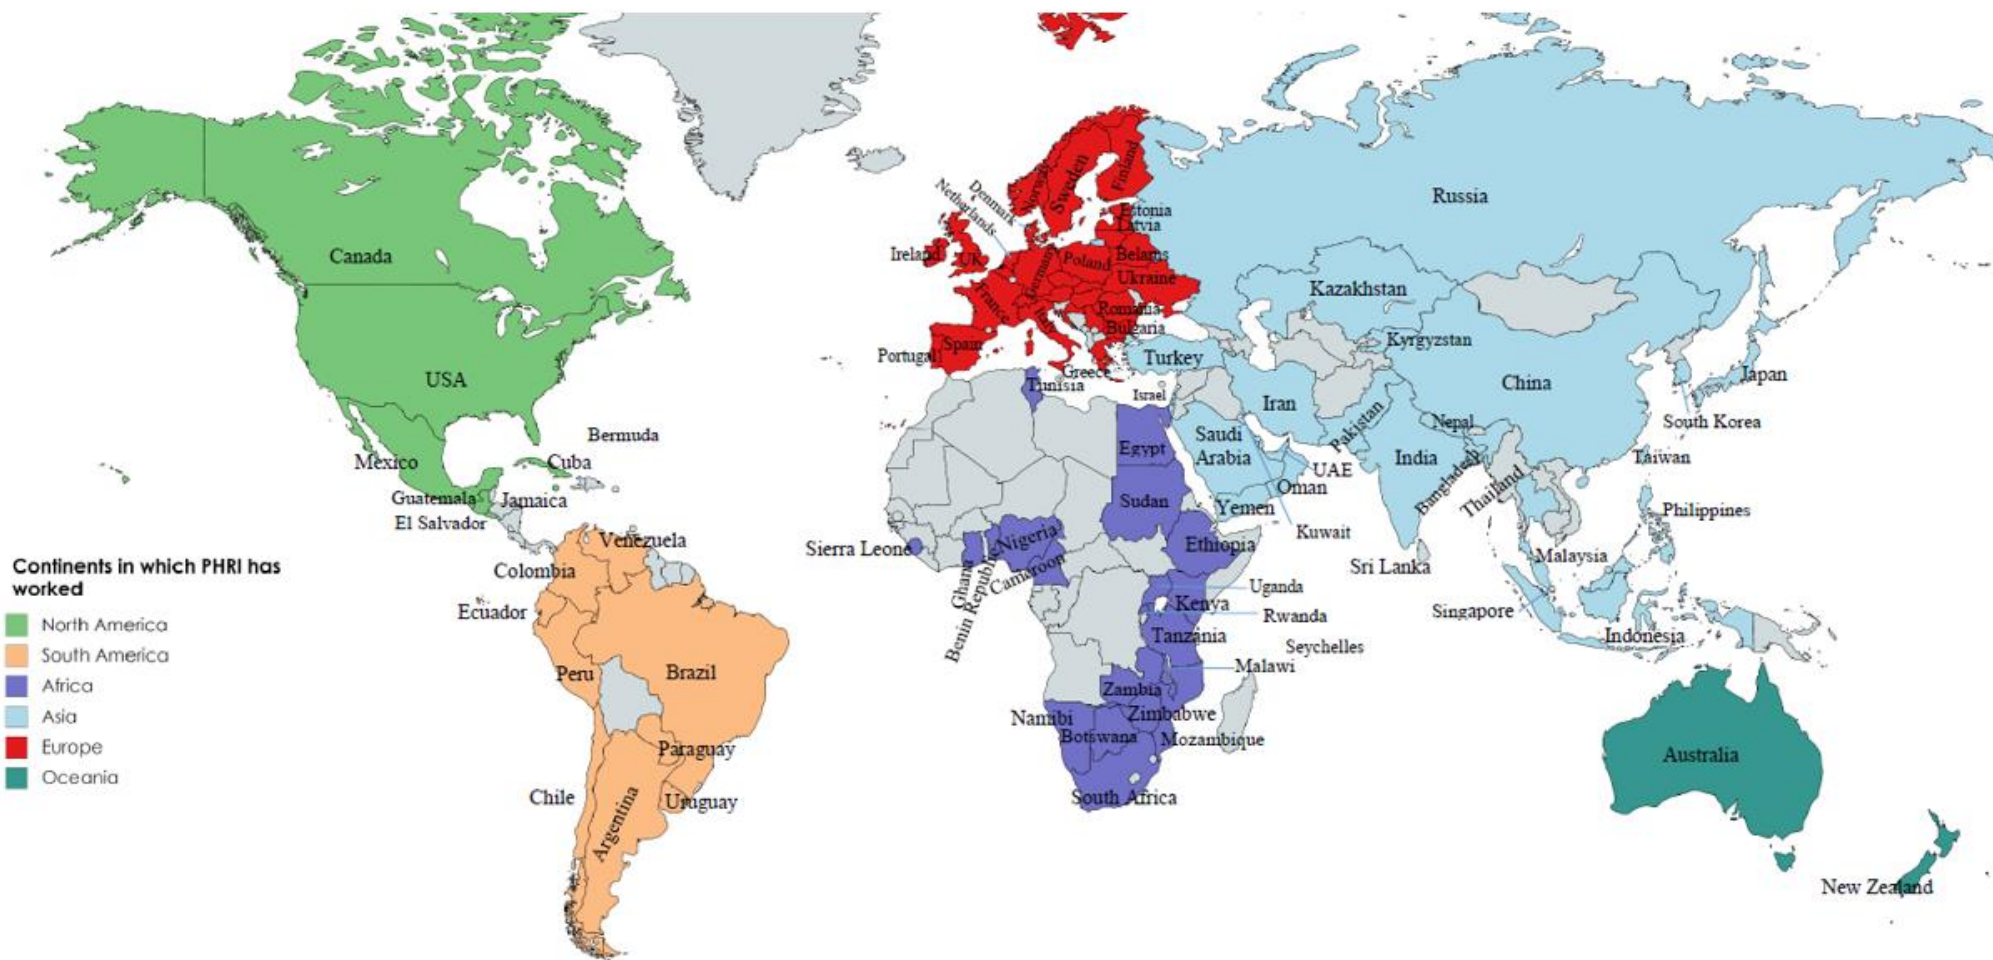 Canada
USA
Mexico
Bermuda
Cuba
Guatemala
Jamaica
El Salvador
Venezuela
Colombia
Ecuador
Peru
Brazil
Paraguay
Chile
Argentina
Uruguay
Continents in which PHRI has
worked
North America
South America
Africa
Asia
Europe
Oceania
Norway
Sweden
Finland
Denmark
Netherlands
Estonia
Latvia
Ireland
UK
Germany
Poland
Belarus
Ukraine
France
Italy
Romania
Bulgaria
Portugal
Spain
Greece
Tunisia
Israel
Turkey
Russia
Kazakhstan
Kyrgyzstan
China
Japan
South Korea
Iran
Pakistan
Nepal
India
Bangladesh
Thailand
Taiwan
Philippines
Saudi
Arabia
UAE
Oman
Yemen
Kuwait
Sri Lanka
Malaysia
Singapore
Indonesia
Egypt
Sudan
Ethiopia
Sierra Leone
Ghana
Benin Republic
Nigeria
Cameroon
Uganda
Kenya
Rwanda
Tanzania
Seychelles
Malawi
Zambia
Zimbabwe
Namibi
Botswana
Mozambique
South Africa
Australia
New Zealand